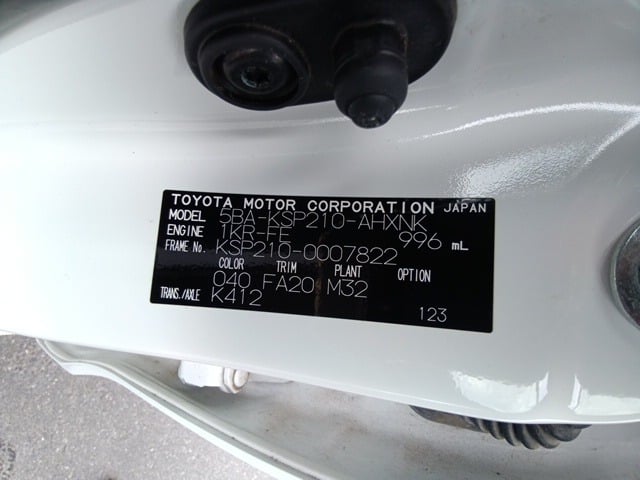 TOYOTA MOTOR CORPORATION JAPAN
MODEL 5BA-KSP210-AHXNK
ENGINE 1KR-FE 996 mL
FRAME No. KSP210-0007822
COLOR TRIM PLANT OPTION
040 FA20 M32
TRANS./AXLE K412
123